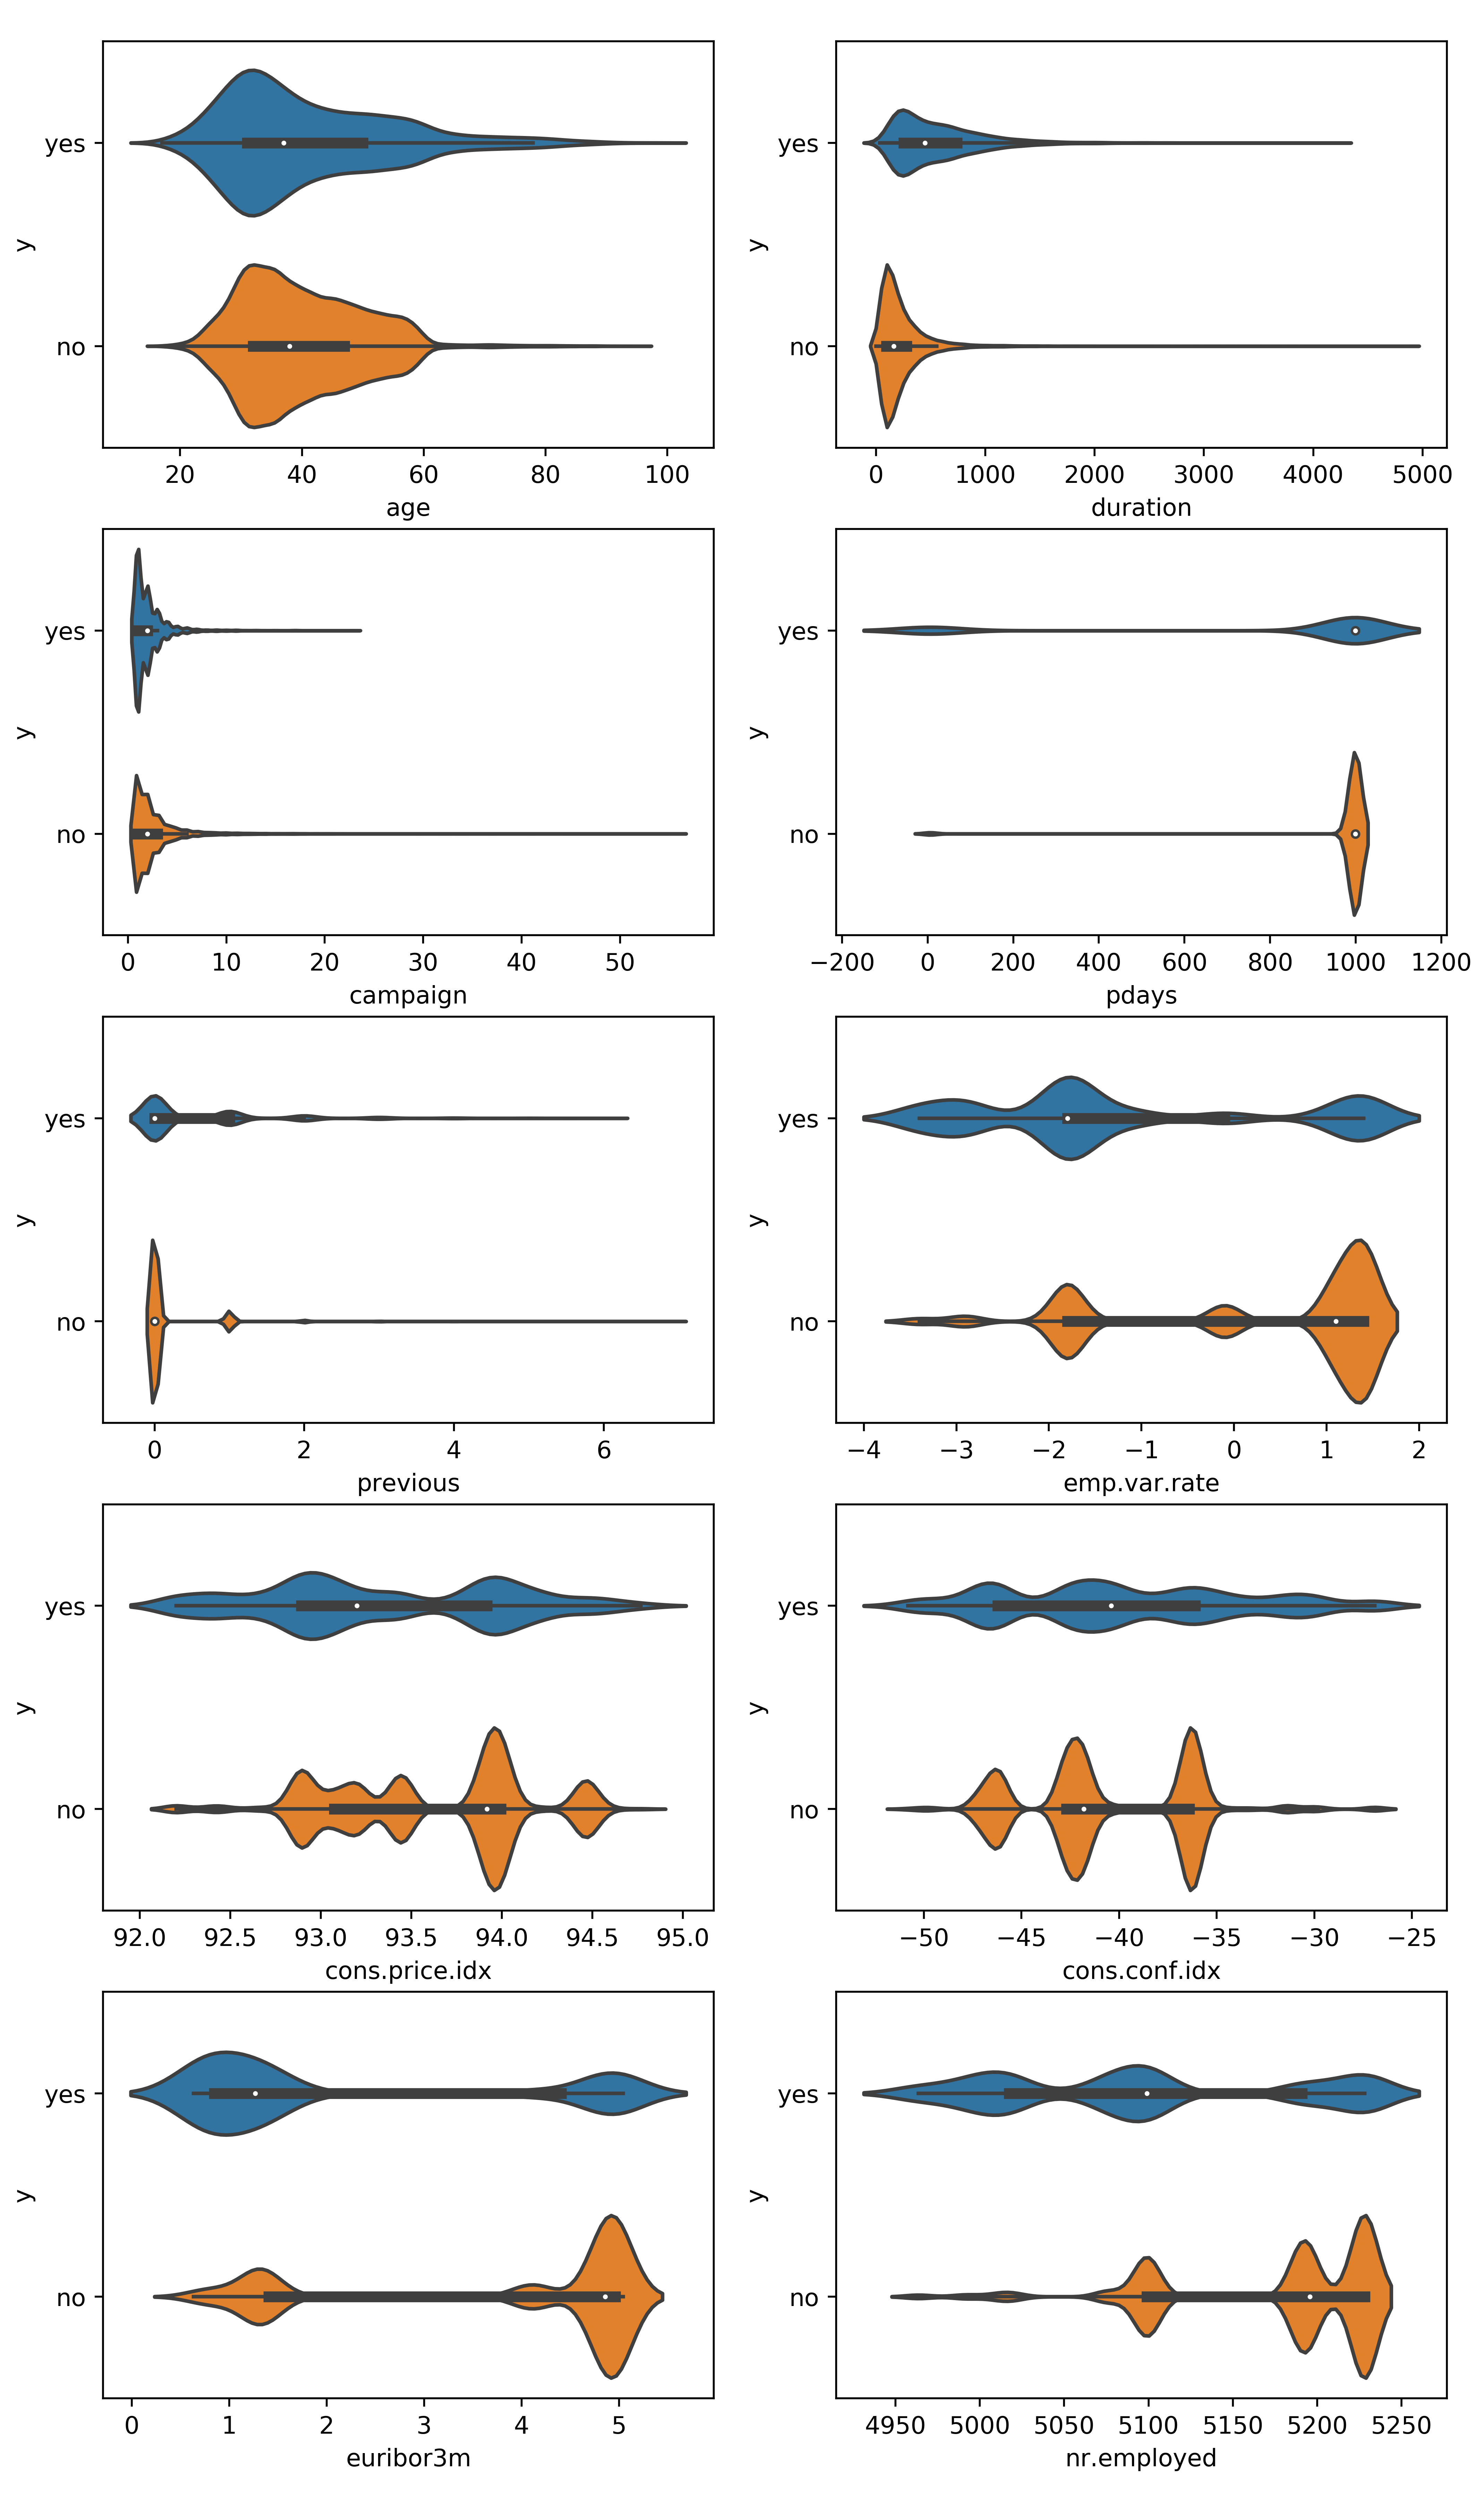 yes
y
no
20 40 60 80 100
age
yes
y
no
0 1000 2000 3000 4000 5000
duration
yes
y
no
0 10 20 30 40 50
campaign
yes
y
no
−200 0 200 400 600 800 1000 1200
pdays
yes
y
no
0 2 4 6
previous
yes
y
no
−4 −3 −2 −1 0 1 2
emp.var.rate
yes
y
no
92.0 92.5 93.0 93.5 94.0 94.5 95.0
cons.price.idx
yes
y
no
−50 −45 −40 −35 −30 −25
cons.conf.idx
yes
y
no
0 1 2 3 4 5
euribor3m
yes
y
no
4950 5000 5050 5100 5150 5200 5250
nr.employed